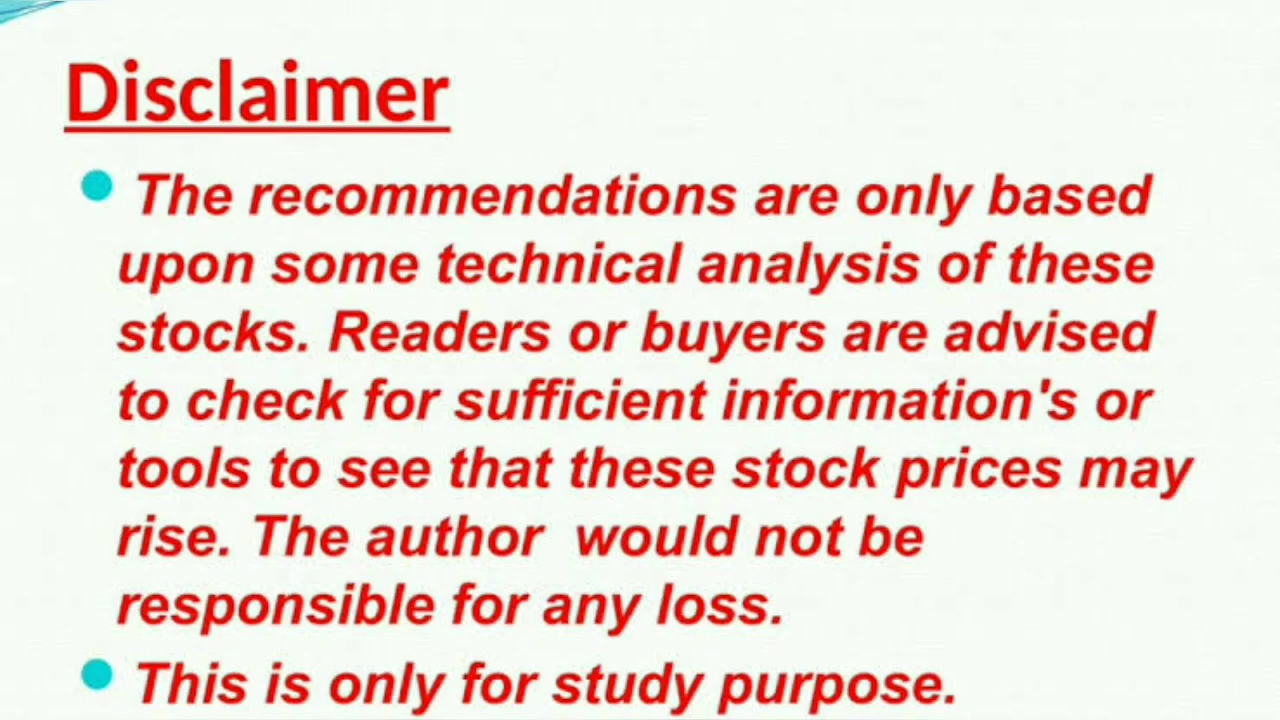 Disclaimer
The recommendations are only based
upon some technical analysis of these
stocks. Readers or buyers are advised
to check for sufficient information's or
tools to see that these stock prices may
rise. The author  would not be
responsible for any loss.
This is only for study purpose.